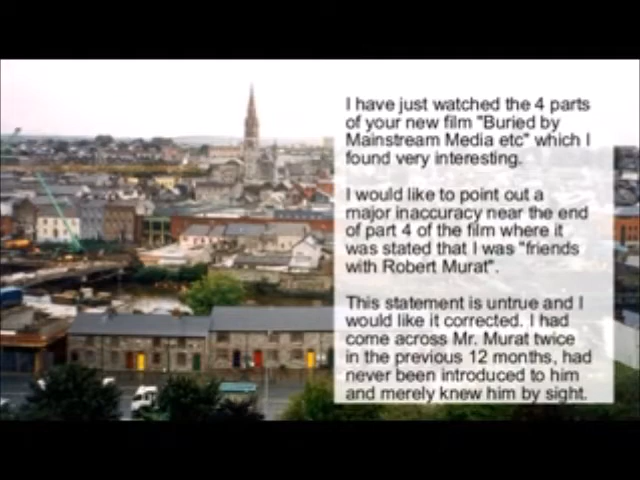 I have just watched the 4 parts
of your new film "Buried by
Mainstream Media etc" which I
found very interesting.
I would like to point out a
major inaccuracy near the end
of part 4 of the film where it
was stated that I was "friends
with Robert Murat".
This statement is untrue and I
would like it corrected. I had
come across Mr. Murat twice
in the previous 12 months, had
never been introduced to him
and merely knew him by sight.